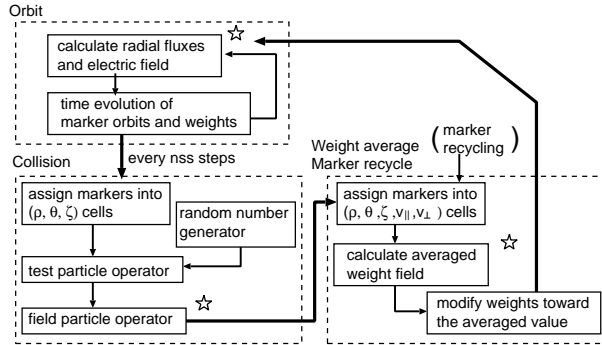 Orbit
calculate radial fluxes
and electric field
time evolution of
marker orbits and weights
every nss steps
Collision
assign markers into
(ρ, θ, ζ) cells
random number
generator
test particle operator
field particle operator
Weight average
Marker recycle
(marker
recycling)
assign markers into
(ρ, θ ,ζ ,v∥,v⊥ ) cells
calculate averaged
weight field
modify weights toward
the averaged value